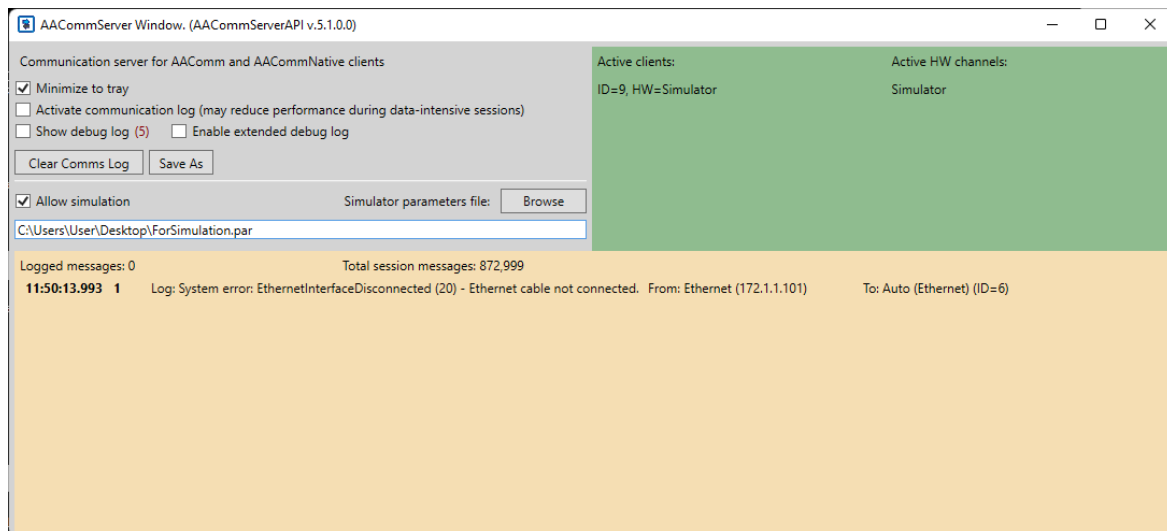 AACommServer Window. (AACommServerAPI v.5.1.0.0)
Communication server for AAComm and AACommNative clients
Minimize to tray
Activate communication log (may reduce performance during data-intensive sessions)
Show debug log (5) Enable extended debug log
Clear Comms Log Save As
Allow simulation Simulator parameters file: Browse
C:\Users\User\Desktop\ForSimulation.par
Active clients: Active HW channels:
ID=9, HW=Simulator Simulator
Logged messages: 0 Total session messages: 872,999
11:50:13.993 1 Log: System error: EthernetInterfaceDisconnected (20) - Ethernet cable not connected. From: Ethernet (172.1.1.101) To: Auto (Ethernet) (ID=6)